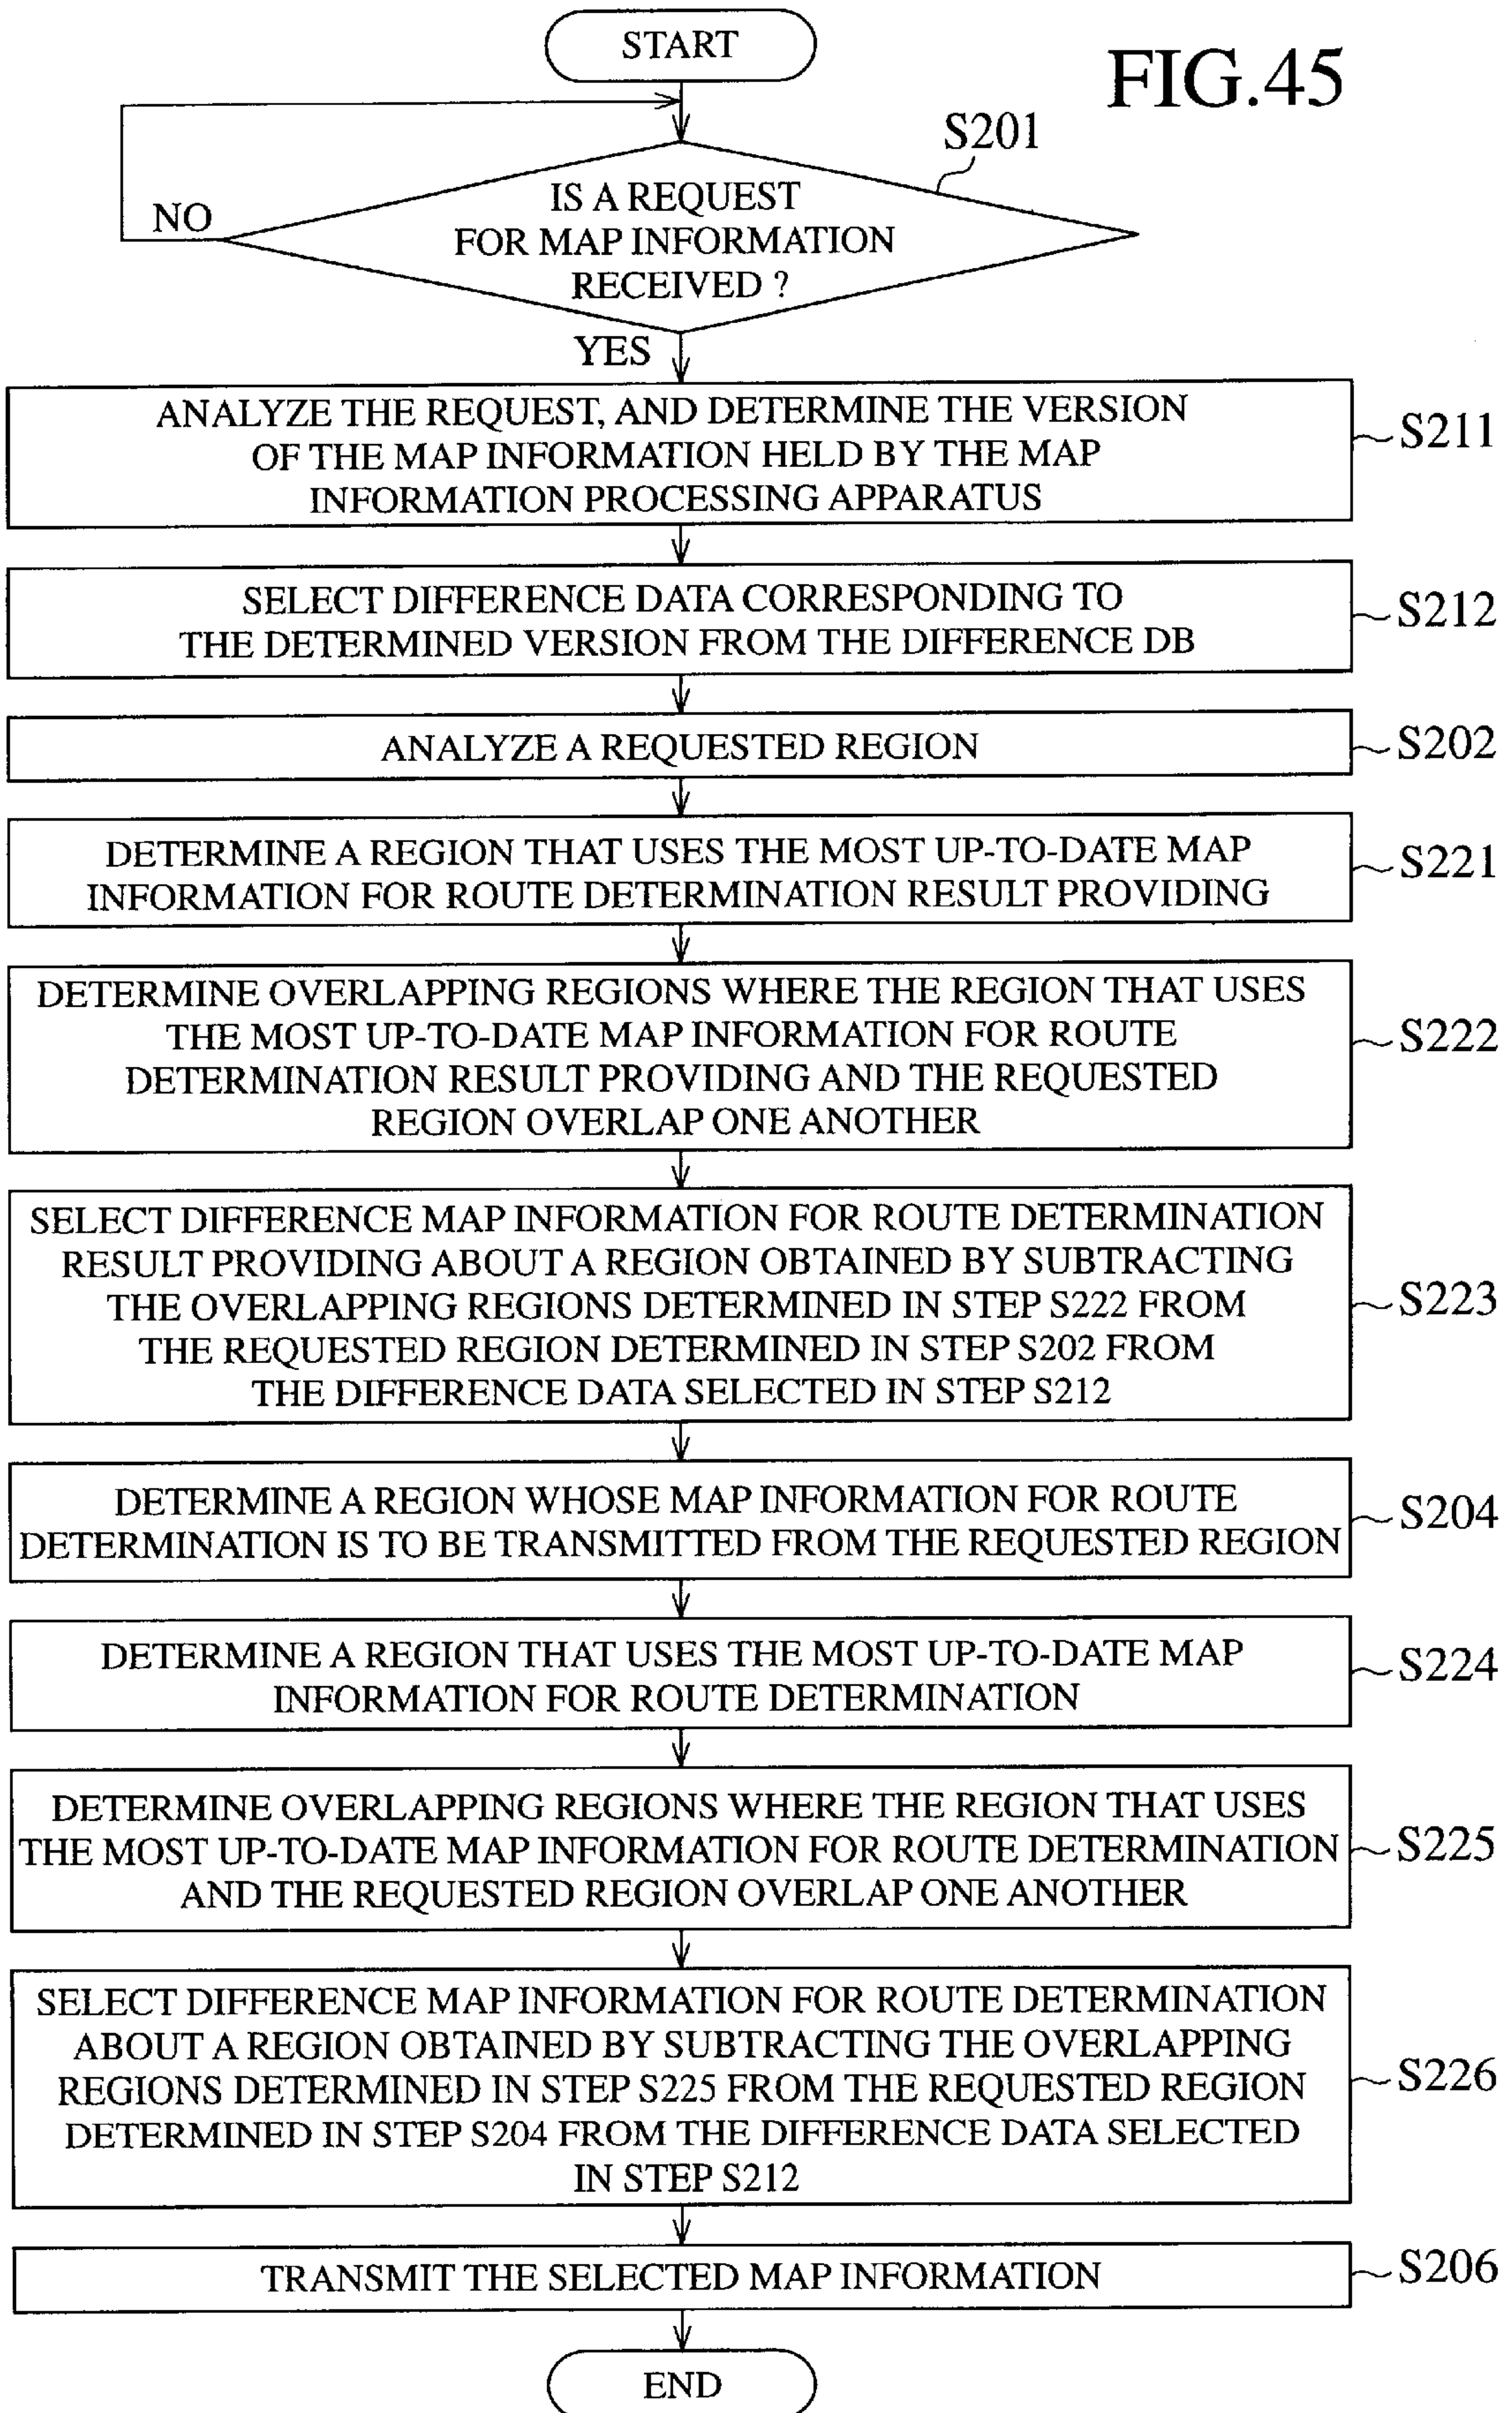 START
FIG.45
S201
IS A REQUEST
FOR MAP INFORMATION
RECEIVED ?
NO
YES
ANALYZE THE REQUEST, AND DETERMINE THE VERSION
OF THE MAP INFORMATION HELD BY THE MAP
INFORMATION PROCESSING APPARATUS
S211
SELECT DIFFERENCE DATA CORRESPONDING TO
THE DETERMINED VERSION FROM THE DIFFERENCE DB
S212
ANALYZE A REQUESTED REGION
S202
DETERMINE A REGION THAT USES THE MOST UP-TO-DATE MAP
INFORMATION FOR ROUTE DETERMINATION RESULT PROVIDING
S221
DETERMINE OVERLAPPING REGIONS WHERE THE REGION THAT USES
THE MOST UP-TO-DATE MAP INFORMATION FOR ROUTE
DETERMINATION RESULT PROVIDING AND THE REQUESTED
REGION OVERLAP ONE ANOTHER
S222
SELECT DIFFERENCE MAP INFORMATION FOR ROUTE DETERMINATION
RESULT PROVIDING ABOUT A REGION OBTAINED BY SUBTRACTING
THE OVERLAPPING REGIONS DETERMINED IN STEP S222 FROM
THE REQUESTED REGION DETERMINED IN STEP S202 FROM
THE DIFFERENCE DATA SELECTED IN STEP S212
S223
DETERMINE A REGION WHOSE MAP INFORMATION FOR ROUTE
DETERMINATION IS TO BE TRANSMITTED FROM THE REQUESTED REGION
S204
DETERMINE A REGION THAT USES THE MOST UP-TO-DATE MAP
INFORMATION FOR ROUTE DETERMINATION
S224
DETERMINE OVERLAPPING REGIONS WHERE THE REGION THAT USES
THE MOST UP-TO-DATE MAP INFORMATION FOR ROUTE DETERMINATION
AND THE REQUESTED REGION OVERLAP ONE ANOTHER
S225
SELECT DIFFERENCE MAP INFORMATION FOR ROUTE DETERMINATION
ABOUT A REGION OBTAINED BY SUBTRACTING THE OVERLAPPING
REGIONS DETERMINED IN STEP S225 FROM THE REQUESTED REGION
DETERMINED IN STEP S204 FROM THE DIFFERENCE DATA SELECTED
IN STEP S212
S226
TRANSMIT THE SELECTED MAP INFORMATION
S206
END